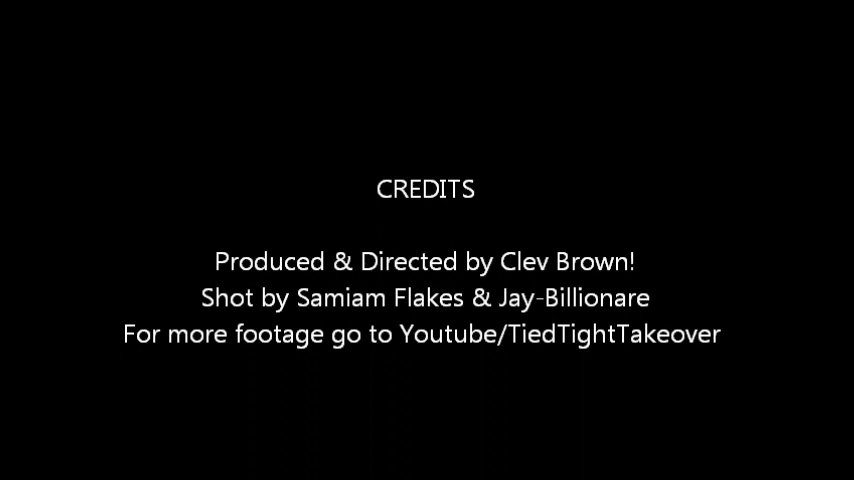 CREDITS
Produced & Directed by Clev Brown!
Shot by Samiam Flakes & Jay-Billionare
For more footage go to Youtube/TiedTightTakeover